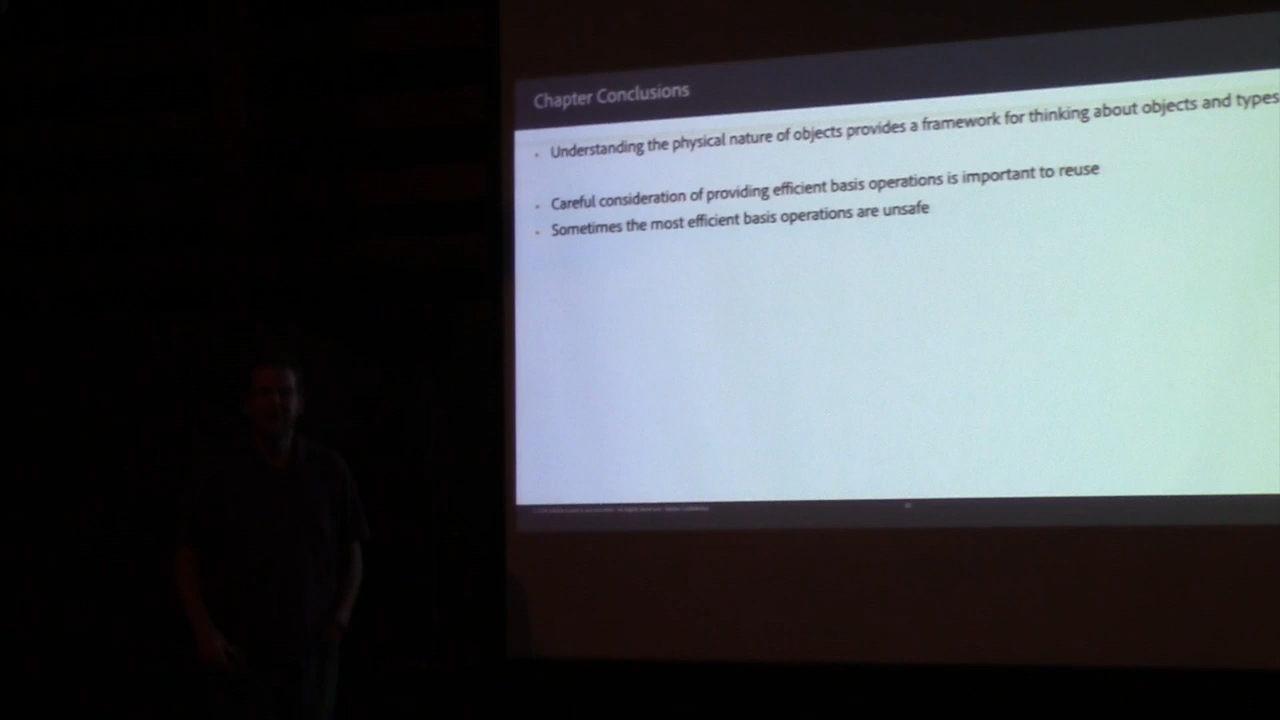 Chapter Conclusions
Understanding the physical nature of objects provides a framework for thinking about objects and types
Careful consideration of providing efficient basis operations is important to reuse
Sometimes the most efficient basis operations are unsafe